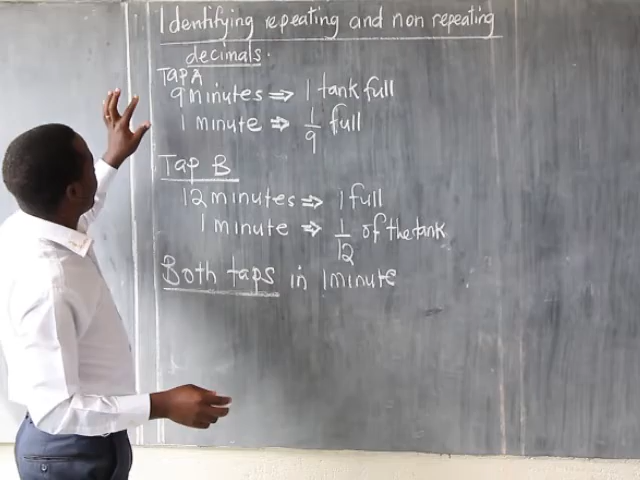 Identifying repeating and non repeating
decimals.
Tap A
9 minutes ⇒ 1 tank full
1 minute ⇒ 1/9 full
Tap B
12 minutes ⇒ 1 full
1 minute ⇒ 1/12 of the tank
Both taps in 1 minute